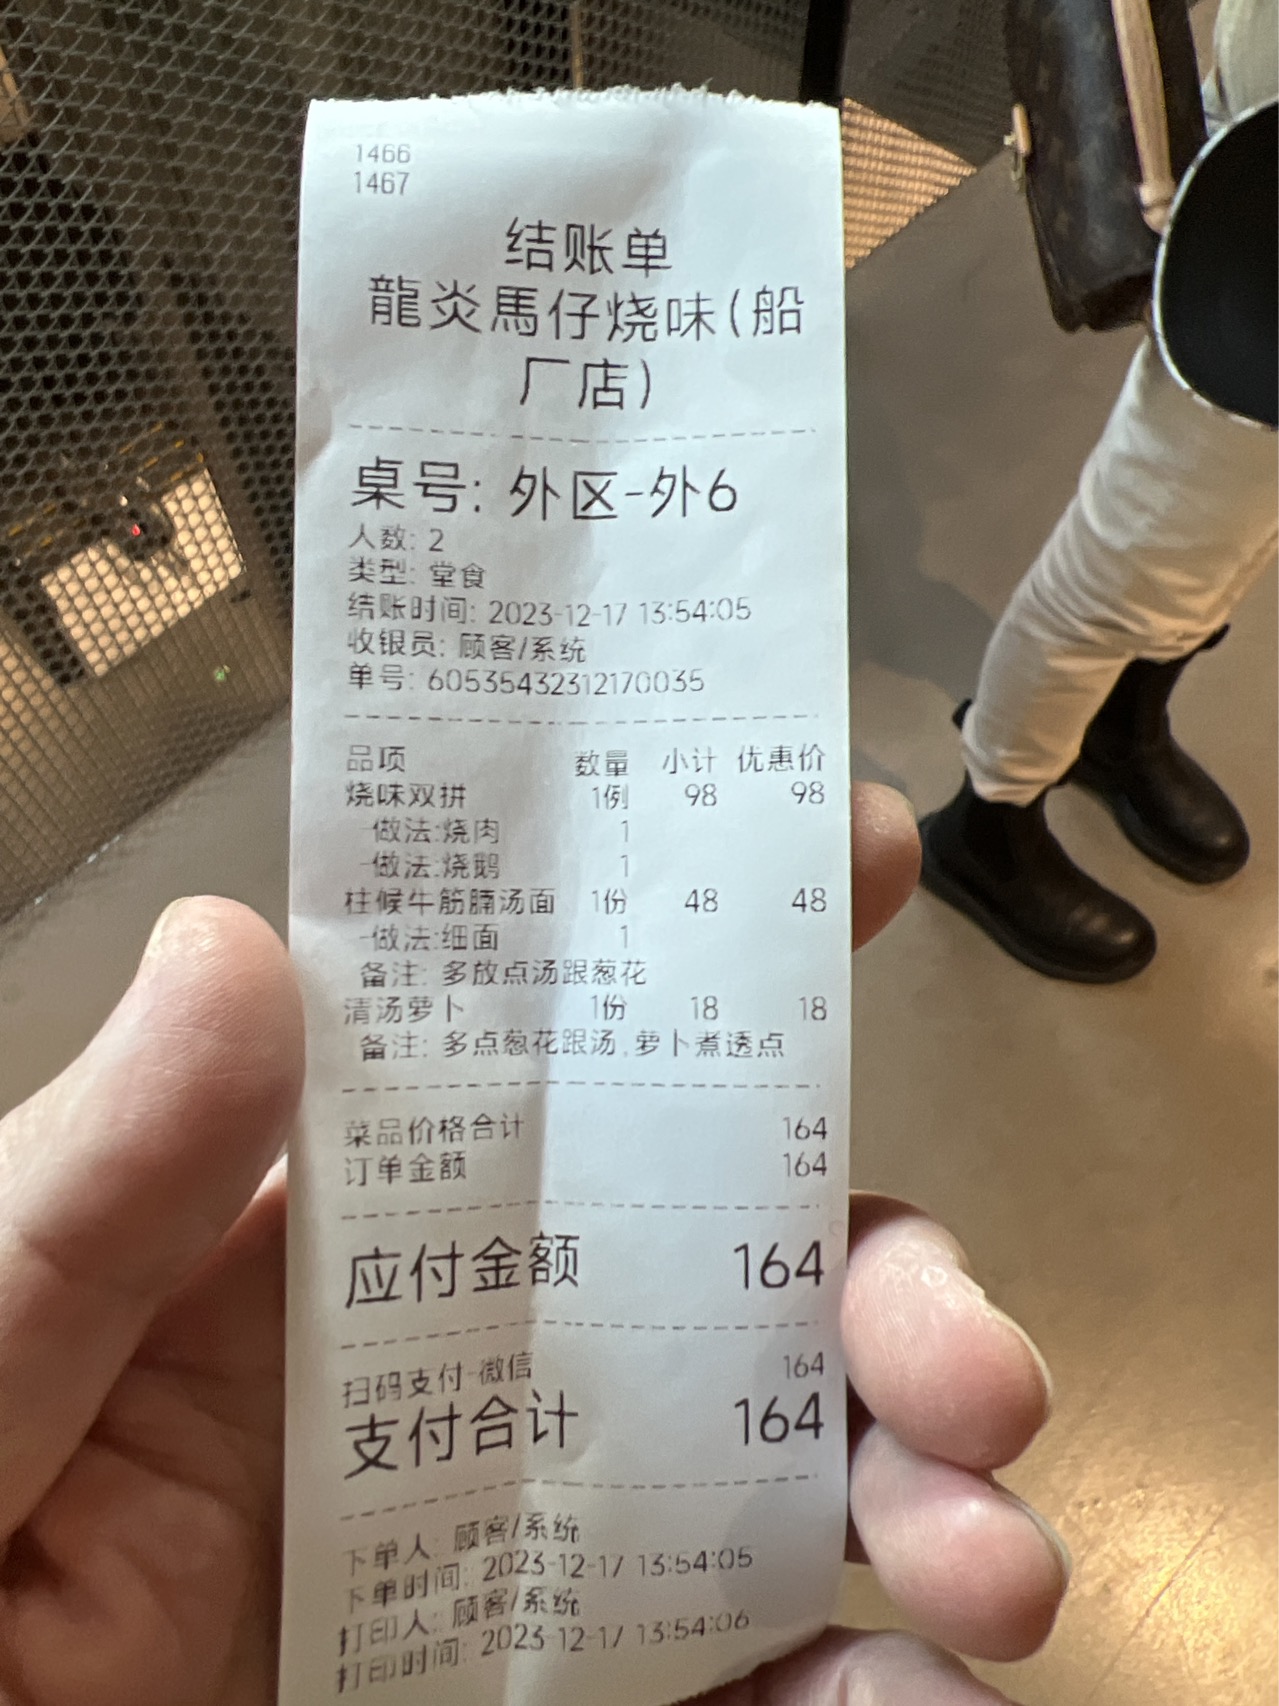 1466
1467
结账单
龍炎馬仔烧味(船
厂店)
桌号: 外区-外6
人数: 2
类型: 堂食
结账时间: 2023-12-17 13:54:05
收银员: 顾客/系统
单号: 60535432312170035
品项 数量 小计 优惠价
烧味双拼 1例 98 98
-做法:烧肉 1
-做法:烧鹅 1
柱候牛筋腩汤面 1份 48 48
-做法:细面 1
备注: 多放点汤跟葱花
清汤萝卜 1份 18 18
备注: 多点葱花跟汤,萝卜煮透点
菜品价格合计 164
订单金额 164
应付金额 164
扫码支付-微信 164
支付合计 164
下单人: 顾客/系统
下单时间: 2023-12-17 13:54:05
打印人: 顾客/系统
打印时间: 2023-12-17 13:54:06